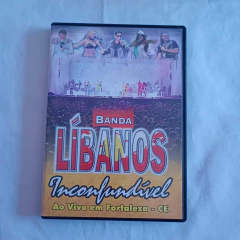 BANDA
LÍBANOS
Inconfundível
Ao Vivo em Fortaleza - CE